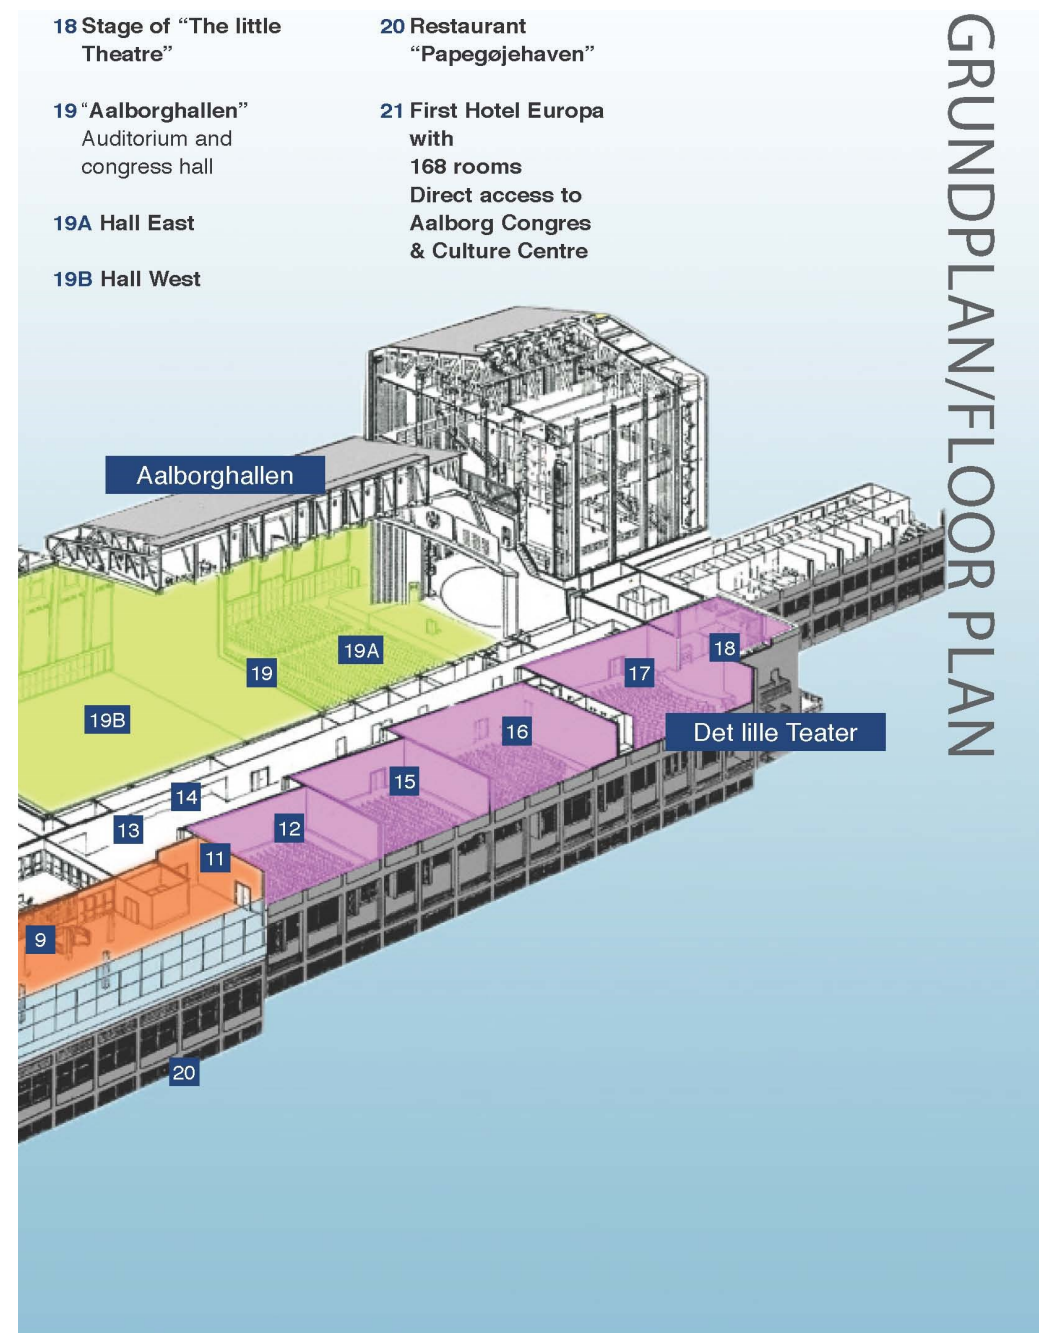 18 Stage of “The little
Theatre”
19 “Aalborghallen”
Auditorium and
congress hall
19A Hall East
19B Hall West
20 Restaurant
“Papegøjehaven”
21 First Hotel Europa
with
168 rooms
Direct access to
Aalborg Congres
& Culture Centre
GRUNDPLAN/FLOOR PLAN
Aalborghallen
18
19A
19
17
19B
16
Det lille Teater
15
14
13
12
11
9
20